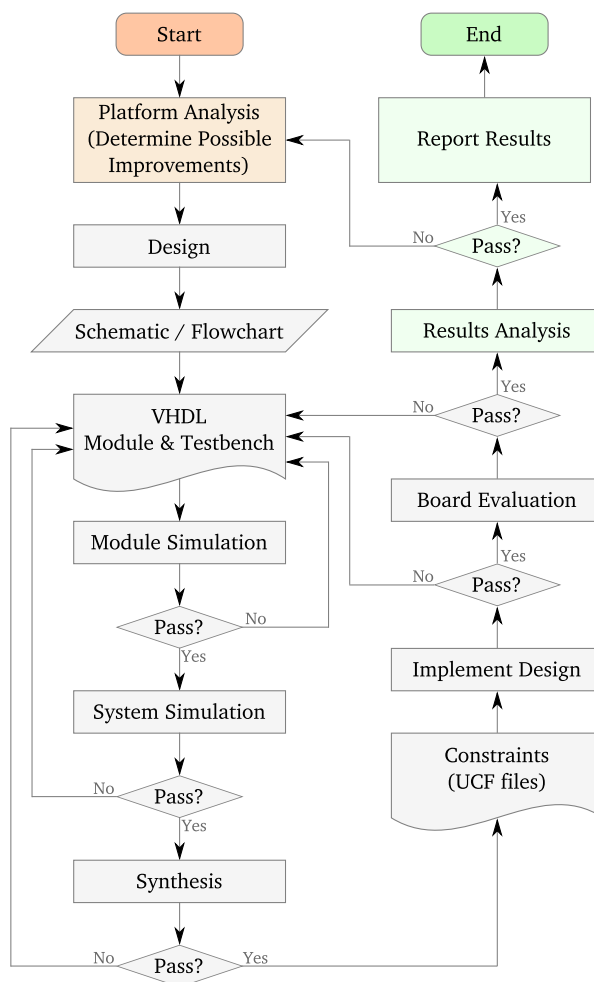 Start
Platform Analysis
(Determine Possible
Improvements)
Design
Schematic / Flowchart
VHDL
Module & Testbench
Module Simulation
Pass?
No
Yes
System Simulation
No
Pass?
Yes
Synthesis
No
Pass?
Yes
End
Report Results
Yes
No
Pass?
Results Analysis
Yes
No
Pass?
Board Evaluation
Yes
No
Pass?
Implement Design
Constraints
(UCF files)